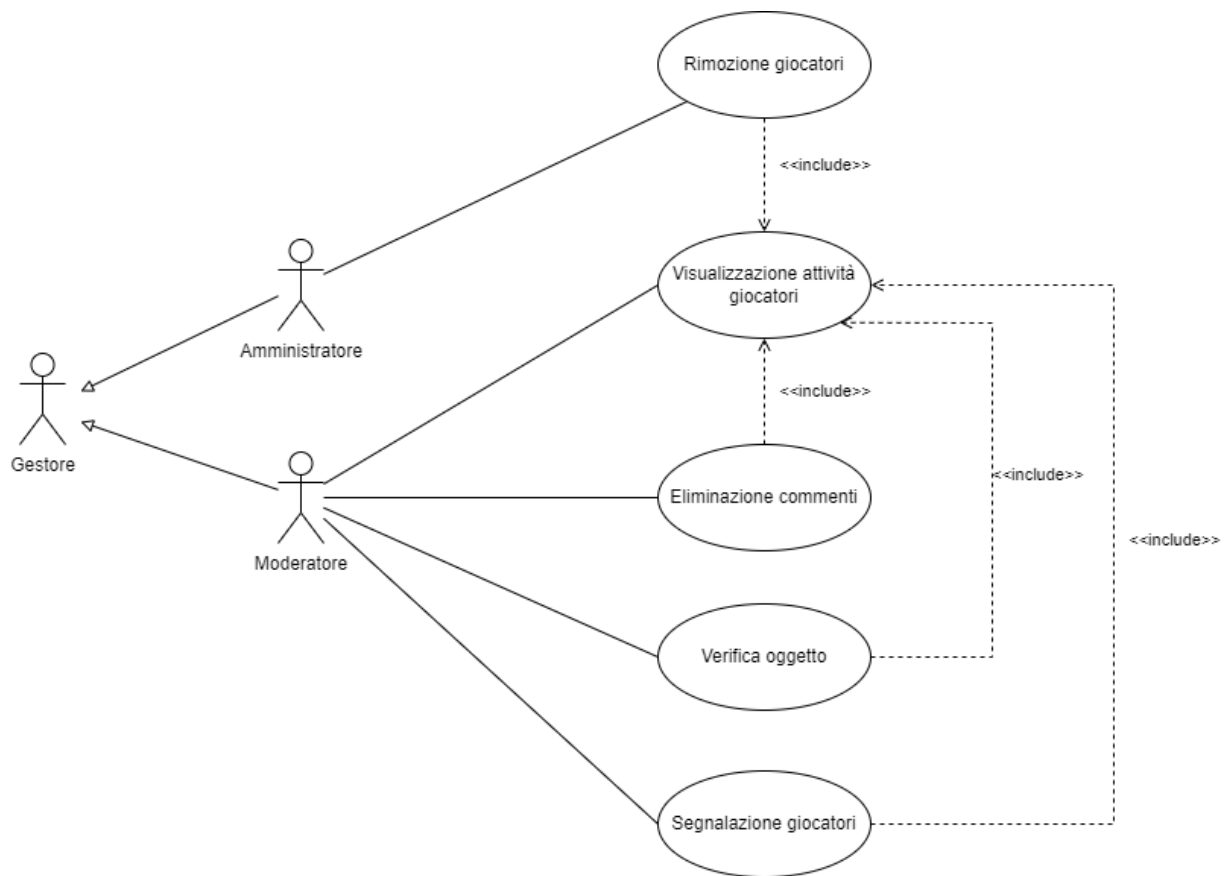 Rimozione giocatori
<<include>>
Visualizzazione attività
giocatori
Amministratore
<<include>>
Gestore
<<include>>
Eliminazione commenti
<<include>>
Moderatore
Verifica oggetto
Segnalazione giocatori